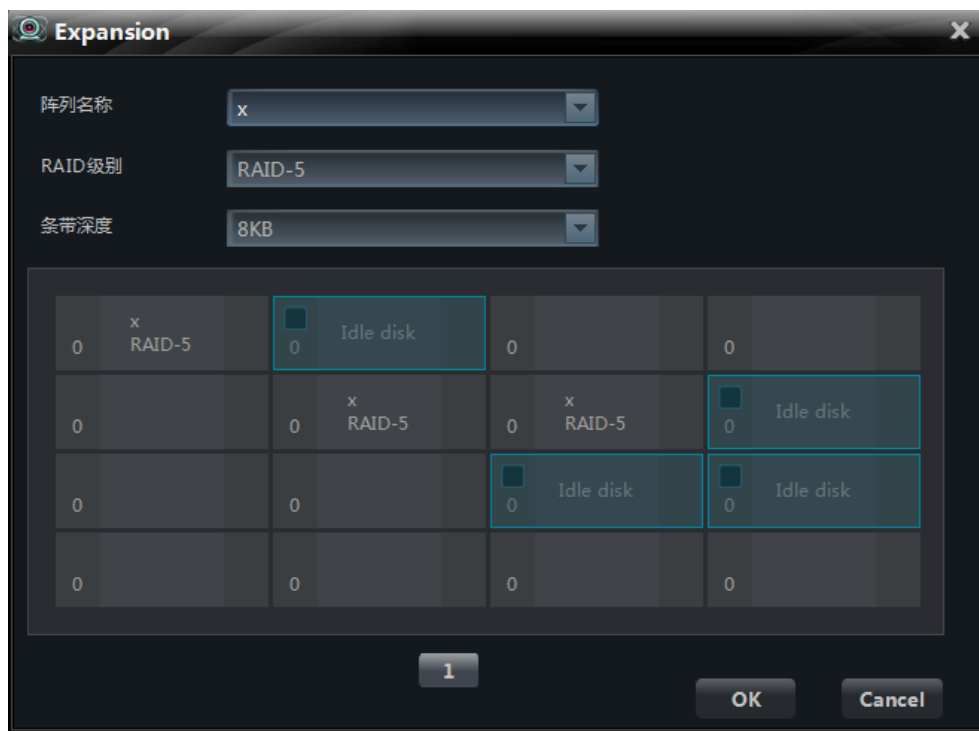 Expansion
阵列名称
x
RAID级别
RAID-5
条带深度
8KB
0
x
RAID-5
0
Idle disk
0
0
0
0
x
RAID-5
0
x
RAID-5
0
Idle disk
0
0
0
Idle disk
0
Idle disk
0
0
0
0
1
OK
Cancel